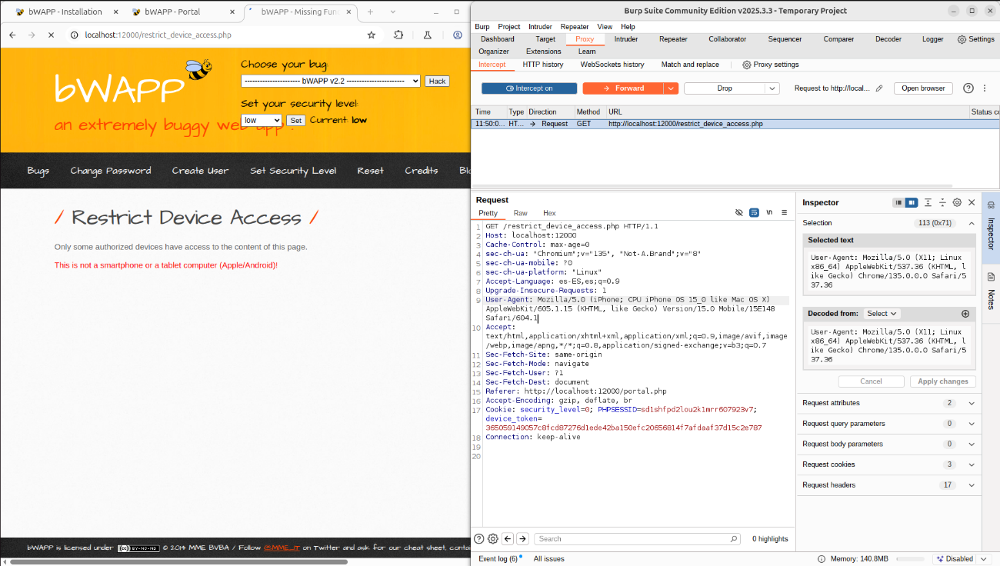 bWAPP - Installation
bWAPP - Portal
bWAPP - Missing Fun
localhost:12000/restrict_device_access.php
bWAPP
an extremely buggy web app !
Choose your bug:
---------------------- bWAPP v2.2 -----------------------
Hack
Set your security level:
low
Set
Current: low
Bugs
Change Password
Create User
Set Security Level
Reset
Credits
Blo
/ Restrict Device Access /
Only some authorized devices have access to the content of this page.
This is not a smartphone or a tablet computer (Apple/Android)!
bWAPP is licensed under
BY-NC-ND
© 2014 MME BVBA / Follow @MME_IT on Twitter and ask for our cheat sheet, conta
Burp Suite Community Edition v2025.3.3 - Temporary Project
Burp Project Intruder Repeater View Help
Dashboard Target Proxy Intruder Repeater Collaborator Sequencer Comparer Decoder Logger Settings
Organizer Extensions Learn
Intercept HTTP history WebSockets history Match and replace Proxy settings
Intercept on
Forward
Drop
Request to http://local...
Open browser
Time Type Direction Method URL Status co
11:50:0... HT... → Request GET http://localhost:12000/restrict_device_access.php
Request
Pretty Raw Hex
\n
1 GET /restrict_device_access.php HTTP/1.1
2 Host: localhost:12000
3 Cache-Control: max-age=0
4 sec-ch-ua: "Chromium";v="135", "Not-A.Brand";v="8"
5 sec-ch-ua-mobile: ?0
6 sec-ch-ua-platform: "Linux"
7 Accept-Language: es-ES,es;q=0.9
8 Upgrade-Insecure-Requests: 1
9 User-Agent: Mozilla/5.0 (iPhone; CPU iPhone OS 15_0 like Mac OS X)
AppleWebKit/605.1.15 (KHTML, like Gecko) Version/15.0 Mobile/15E148
Safari/604.1
10 Accept:
text/html,application/xhtml+xml,application/xml;q=0.9,image/avif,image
/webp,image/apng,*/*;q=0.8,application/signed-exchange;v=b3;q=0.7
11 Sec-Fetch-Site: same-origin
12 Sec-Fetch-Mode: navigate
13 Sec-Fetch-User: ?1
14 Sec-Fetch-Dest: document
15 Referer: http://localhost:12000/portal.php
16 Accept-Encoding: gzip, deflate, br
17 Cookie: security_level=0; PHPSESSID=sd1shfpd2lou2k1mrr607923v7;
device_token=
365059149057c8fcd87276d1ede42ba150efc20656814f7afdaaf37d15c2e787
18 Connection: keep-alive
19
20
Search
0 highlights
Inspector
Selection 113 (0x71)
Selected text
User-Agent: Mozilla/5.0 (X11; Linux
x86_64) AppleWebKit/537.36 (KHTML, l
ike Gecko) Chrome/135.0.0.0 Safari/5
37.36
Decoded from: Select
User-Agent: Mozilla/5.0 (X11; Linux
x86_64) AppleWebKit/537.36 (KHTML, l
ike Gecko) Chrome/135.0.0.0 Safari/5
37.36
Cancel
Apply changes
Request attributes 2
Request query parameters 0
Request body parameters 0
Request cookies 3
Request headers 17
Inspector
Notes
Event log (6)
All issues
Memory: 140.8MB
Disabled